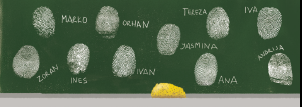 MARKO
ORHAN
TEREZA
IVA
JASMINA
ZORAN
INES
IVAN
ANA